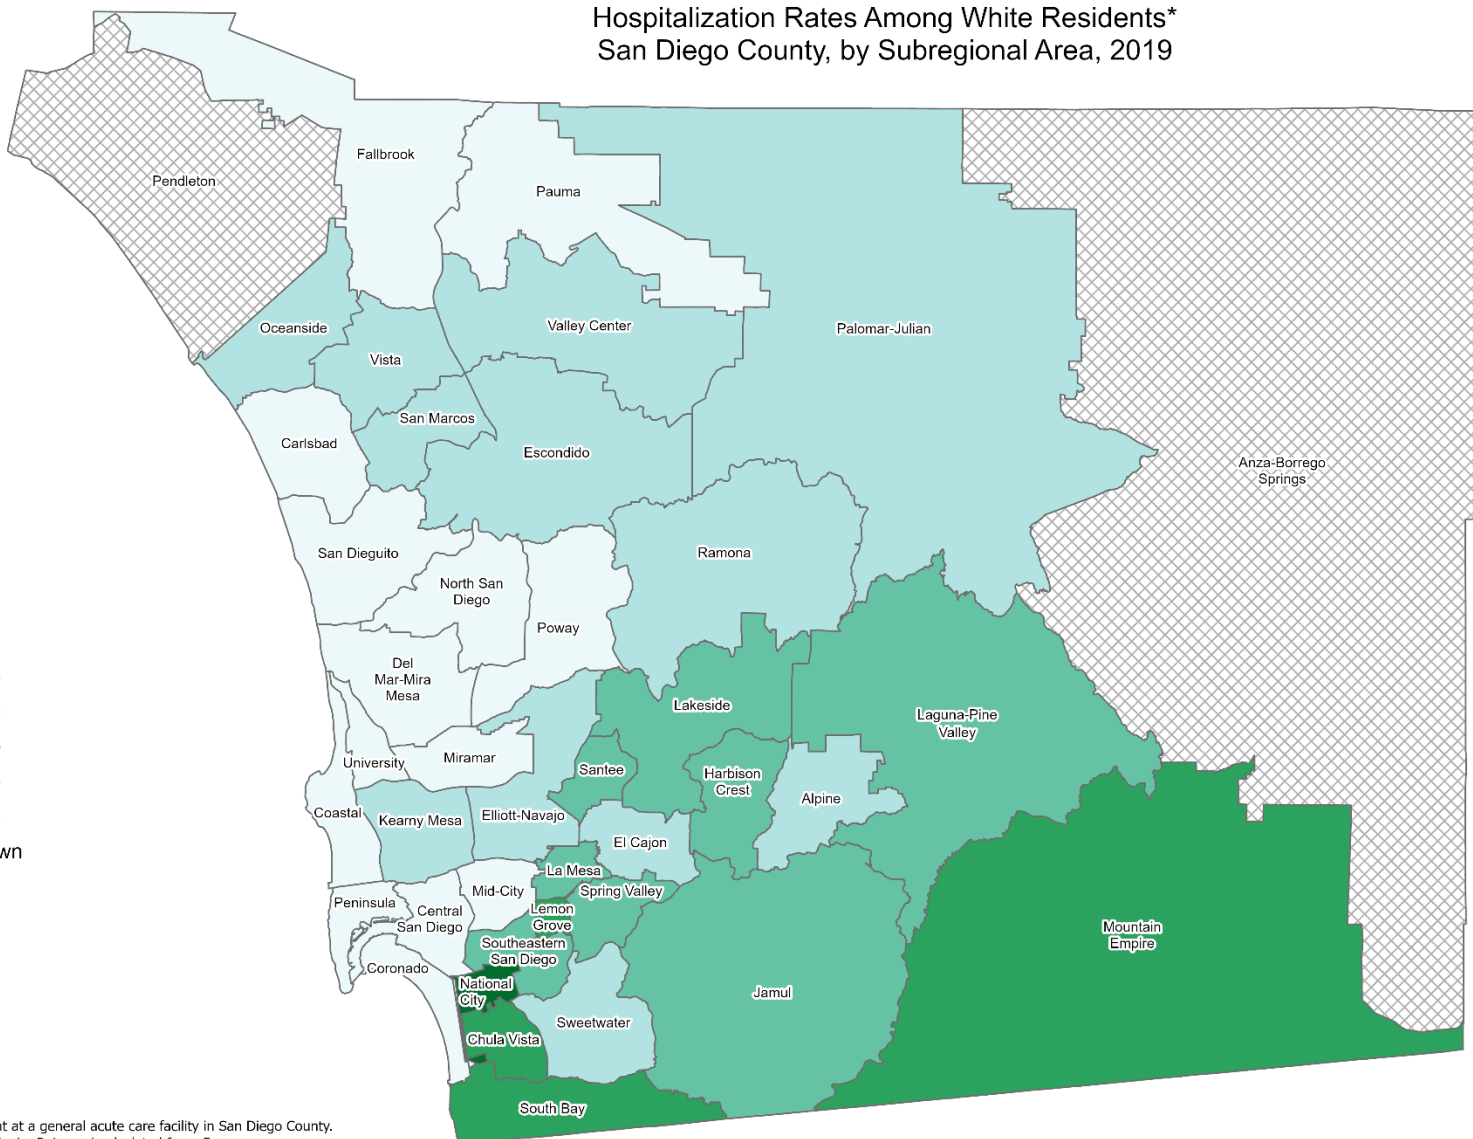 Hospitalization Rates Among White Residents*
San Diego County, by Subregional Area, 2019
Fallbrook
Pendleton
Pauma
Oceanside
Valley Center
Palomar-Julian
Vista
San Marcos
Carlsbad
Escondido
Anza-Borrego
Springs
San Dieguito
Ramona
North San
Diego
Poway
Del
Mar-Mira
Mesa
Lakeside
Laguna-Pine
Valley
Miramar
University
Santee
Harbison
Crest
Alpine
Coastal
Kearny Mesa
Elliott-Navajo
El Cajon
wn
La Mesa
Mid-City
Spring Valley
Peninsula
Central
San Diego
Lemon
Grove
Mountain
Empire
Southeastern
San Diego
Coronado
National
City
Jamul
Sweetwater
Chula Vista
South Bay
nt at a general acute care facility in San Diego County.